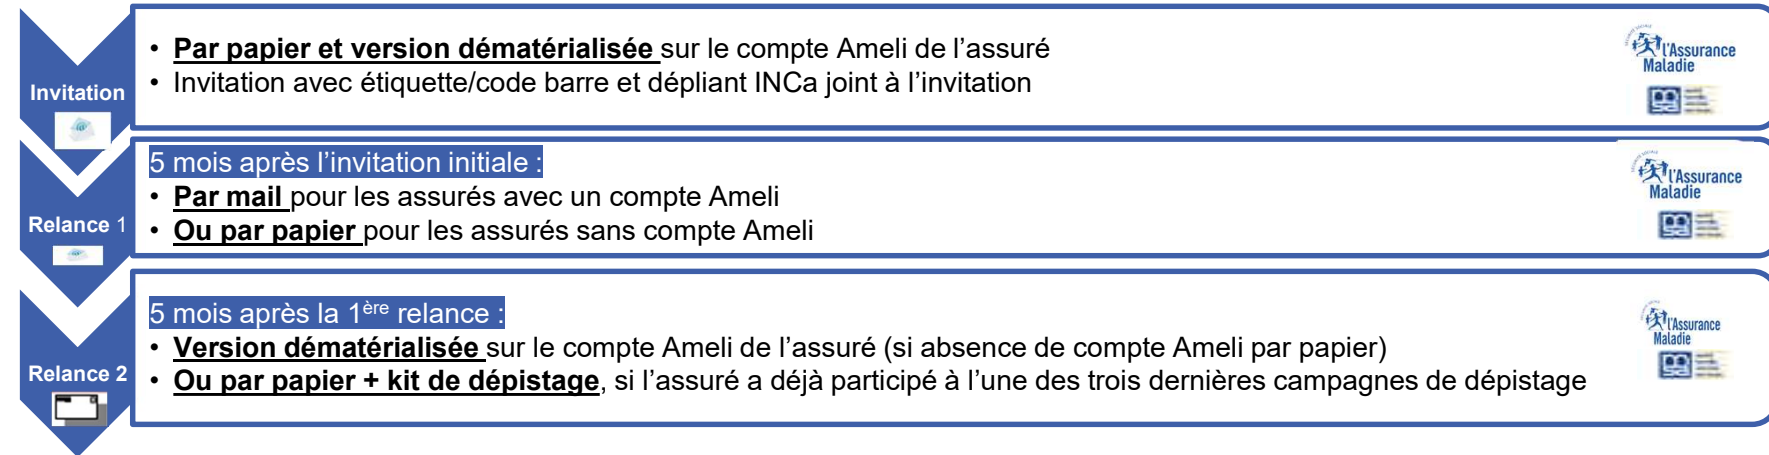 Invitation
• Par papier et version dématérialisée sur le compte Ameli de l’assuré
• Invitation avec étiquette/code barre et dépliant INCa joint à l’invitation
l'Assurance
Maladie
Relance 1
5 mois après l’invitation initiale :
• Par mail pour les assurés avec un compte Ameli
• Ou par papier pour les assurés sans compte Ameli
l'Assurance
Maladie
Relance 2
5 mois après la 1ère relance :
• Version dématérialisée sur le compte Ameli de l’assuré (si absence de compte Ameli par papier)
• Ou par papier + kit de dépistage, si l’assuré a déjà participé à l’une des trois dernières campagnes de dépistage
l'Assurance
Maladie